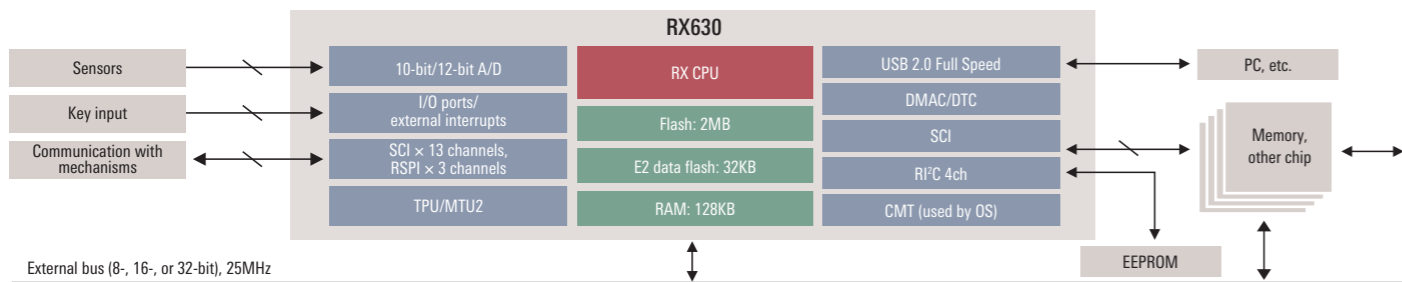 RX630
Sensors
Key input
Communication with
mechanisms
10-bit/12-bit A/D
I/O ports/
external interrupts
SCI × 13 channels,
RSPI × 3 channels
TPU/MTU2
RX CPU
Flash: 2MB
E2 data flash: 32KB
RAM: 128KB
USB 2.0 Full Speed
DMAC/DTC
SCI
RI²C 4ch
CMT (used by OS)
PC, etc.
Memory,
other chip
EEPROM
External bus (8-, 16-, or 32-bit), 25MHz